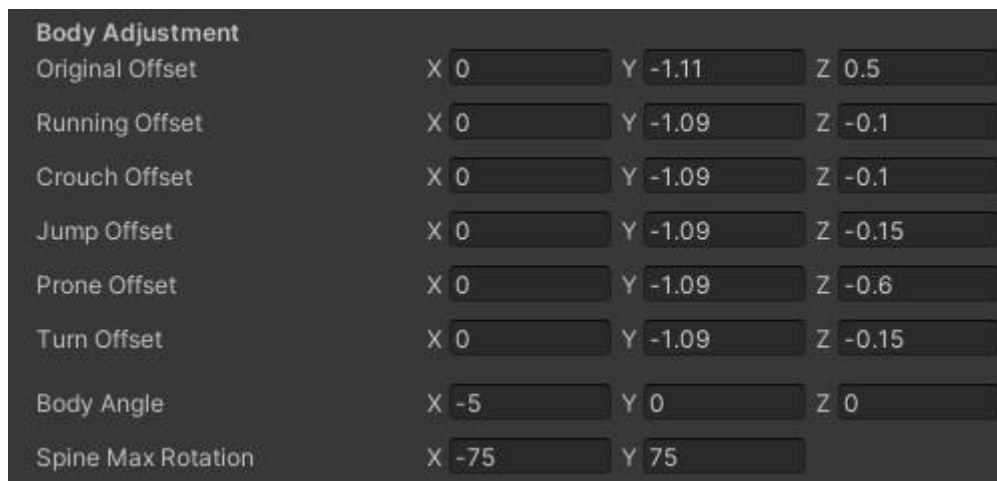 Body Adjustment
Original Offset X 0 Y -1.11 Z 0.5
Running Offset X 0 Y -1.09 Z -0.1
Crouch Offset X 0 Y -1.09 Z -0.1
Jump Offset X 0 Y -1.09 Z -0.15
Prone Offset X 0 Y -1.09 Z -0.6
Turn Offset X 0 Y -1.09 Z -0.15
Body Angle X -5 Y 0 Z 0
Spine Max Rotation X -75 Y 75